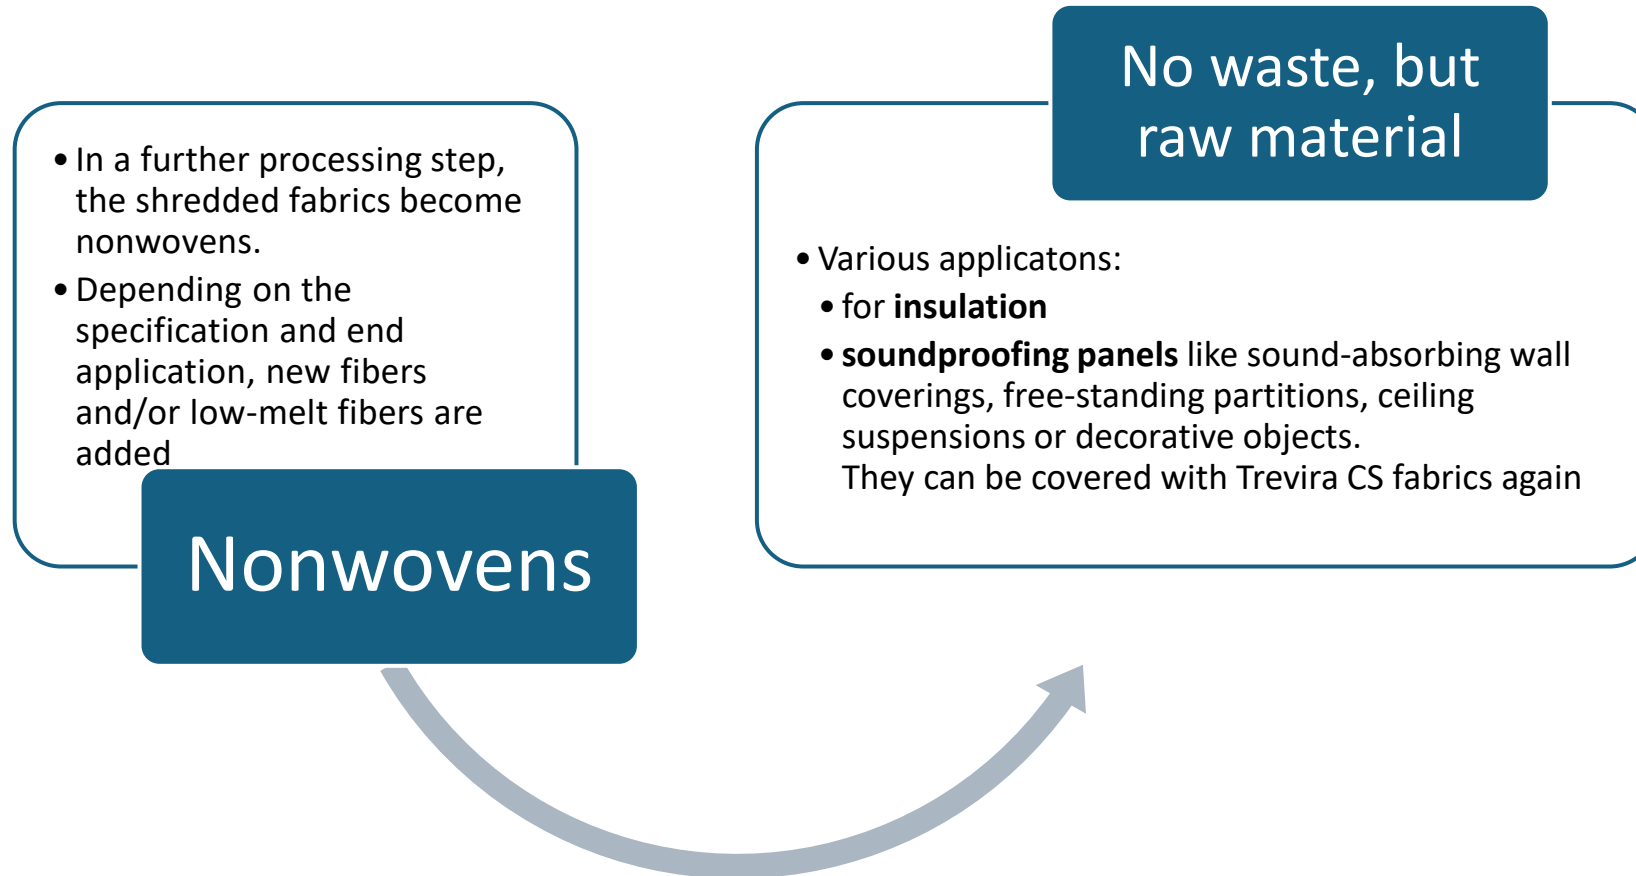 • In a further processing step,
the shredded fabrics become
nonwovens.
• Depending on the
specification and end
application, new fibers
and/or low-melt fibers are
added
Nonwovens
No waste, but
raw material
• Various applicatons:
• for insulation
• soundproofing panels like sound-absorbing wall
coverings, free-standing partitions, ceiling
suspensions or decorative objects.
They can be covered with Trevira CS fabrics again